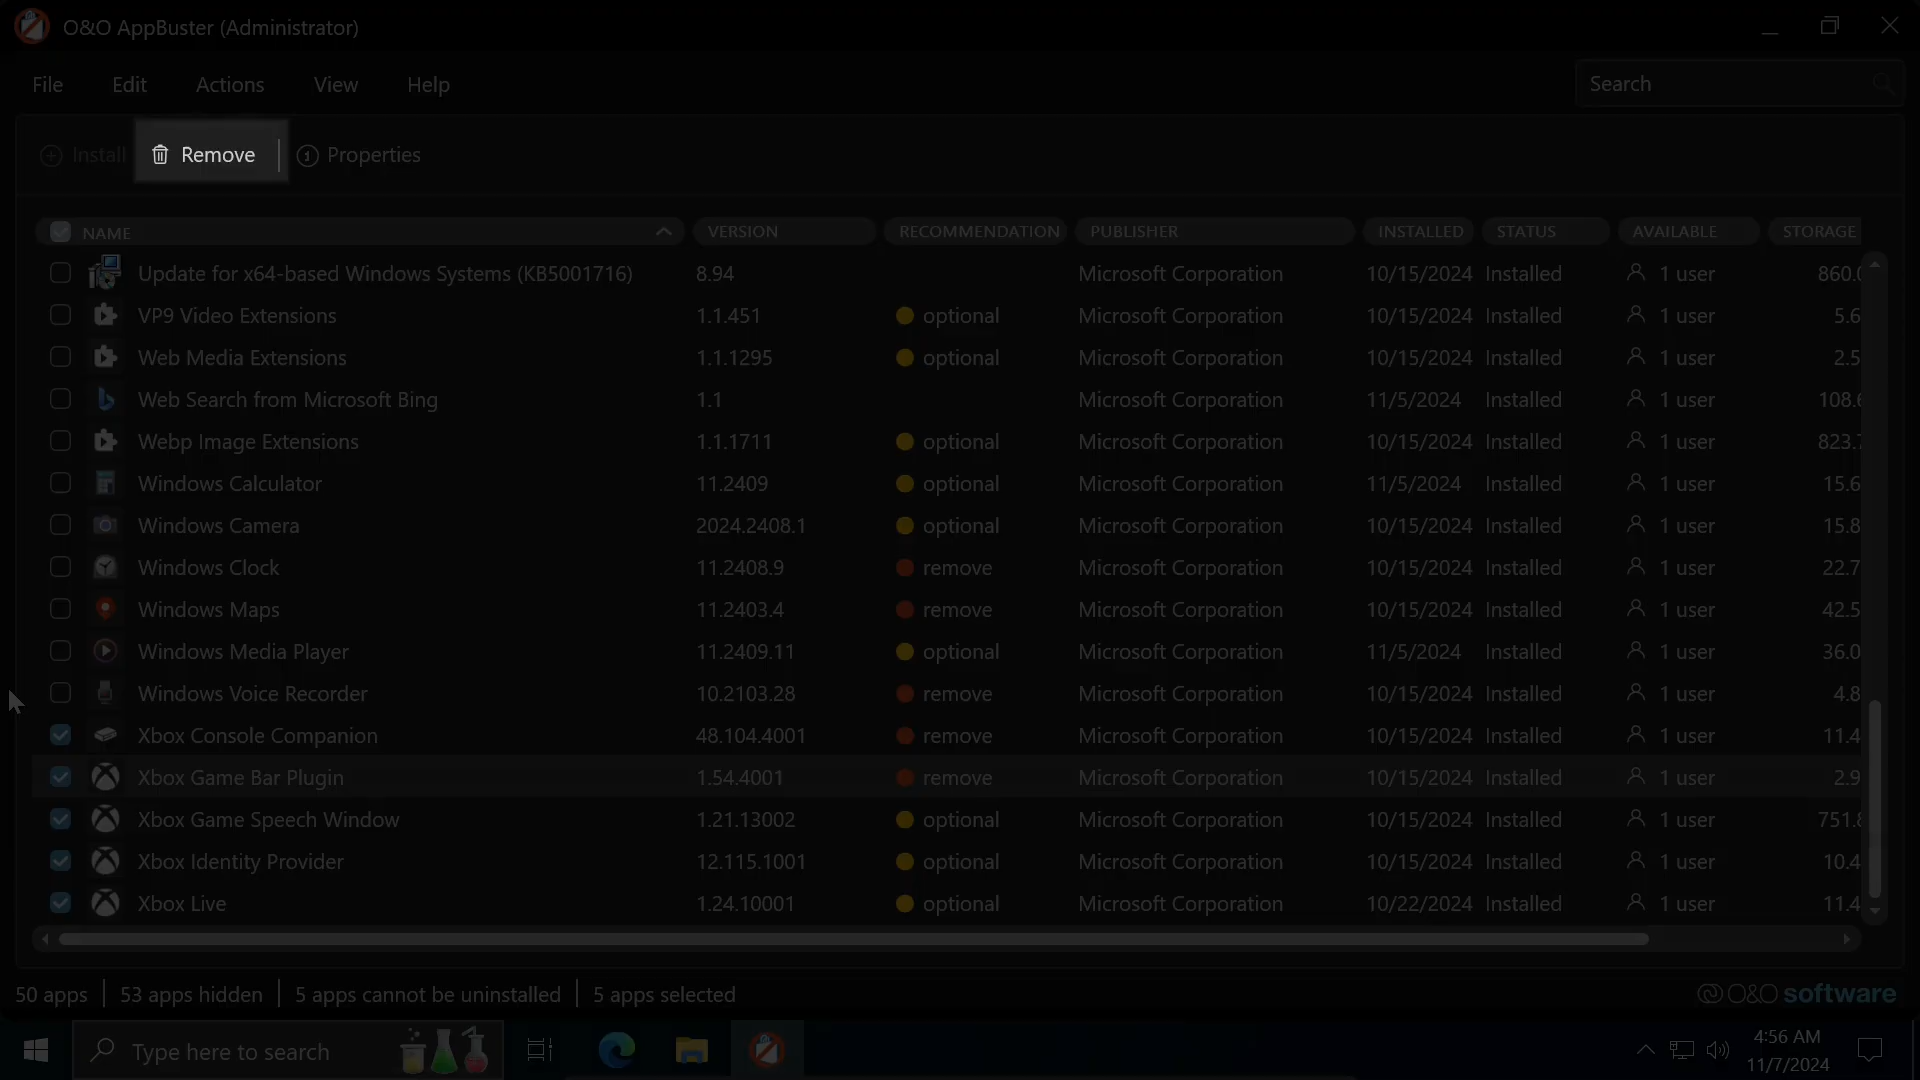 O&O AppBuster (Administrator)
File Edit Actions View Help Search
Install Remove Properties
NAME VERSION RECOMMENDATION PUBLISHER INSTALLED STATUS AVAILABLE STORAGE
Update for x64-based Windows Systems (KB5001716) 8.94 Microsoft Corporation 10/15/2024 Installed 1 user 860.0
VP9 Video Extensions 1.1.451 optional Microsoft Corporation 10/15/2024 Installed 1 user 5.6
Web Media Extensions 1.1.1295 optional Microsoft Corporation 10/15/2024 Installed 1 user 2.5
Web Search from Microsoft Bing 1.1 Microsoft Corporation 11/5/2024 Installed 1 user 108.6
Webp Image Extensions 1.1.1711 optional Microsoft Corporation 10/15/2024 Installed 1 user 823.7
Windows Calculator 11.2409 optional Microsoft Corporation 11/5/2024 Installed 1 user 15.6
Windows Camera 2024.2408.1 optional Microsoft Corporation 10/15/2024 Installed 1 user 15.8
Windows Clock 11.2408.9 remove Microsoft Corporation 10/15/2024 Installed 1 user 22.7
Windows Maps 11.2403.4 remove Microsoft Corporation 10/15/2024 Installed 1 user 42.5
Windows Media Player 11.2409.11 optional Microsoft Corporation 11/5/2024 Installed 1 user 36.0
Windows Voice Recorder 10.2103.28 remove Microsoft Corporation 10/15/2024 Installed 1 user 4.8
Xbox Console Companion 48.104.4001 remove Microsoft Corporation 10/15/2024 Installed 1 user 11.4
Xbox Game Bar Plugin 1.54.4001 remove Microsoft Corporation 10/15/2024 Installed 1 user 2.9
Xbox Game Speech Window 1.21.13002 optional Microsoft Corporation 10/15/2024 Installed 1 user 751.8
Xbox Identity Provider 12.115.1001 optional Microsoft Corporation 10/15/2024 Installed 1 user 10.4
Xbox Live 1.24.10001 optional Microsoft Corporation 10/22/2024 Installed 1 user 11.4
50 apps 53 apps hidden 5 apps cannot be uninstalled 5 apps selected O&O software
Type here to search 4:56 AM
11/7/2024